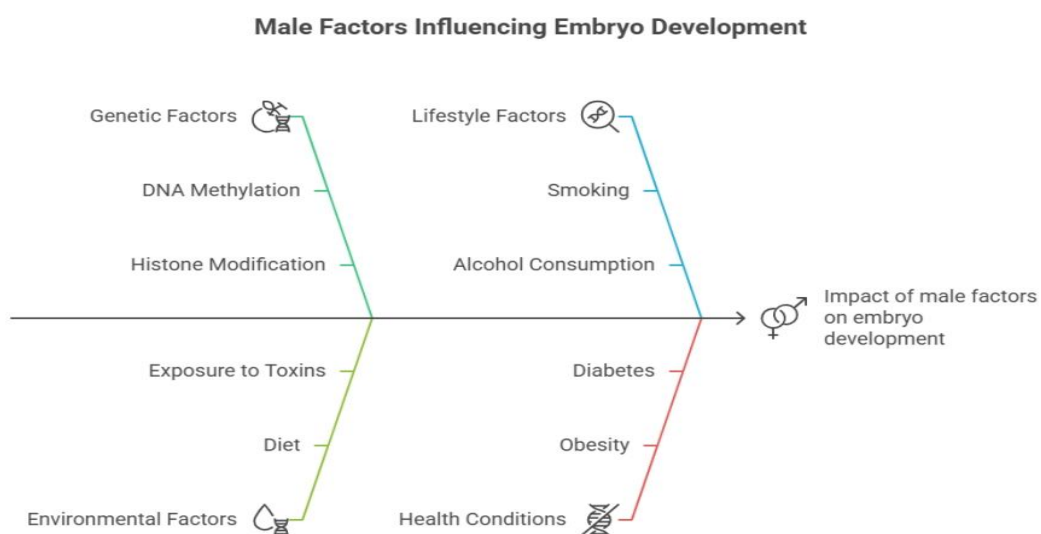 Male Factors Influencing Embryo Development
Genetic Factors
Lifestyle Factors
DNA Methylation
Smoking
Histone Modification
Alcohol Consumption
Impact of male factors
on embryo
development
Exposure to Toxins
Diabetes
Diet
Obesity
Environmental Factors
Health Conditions